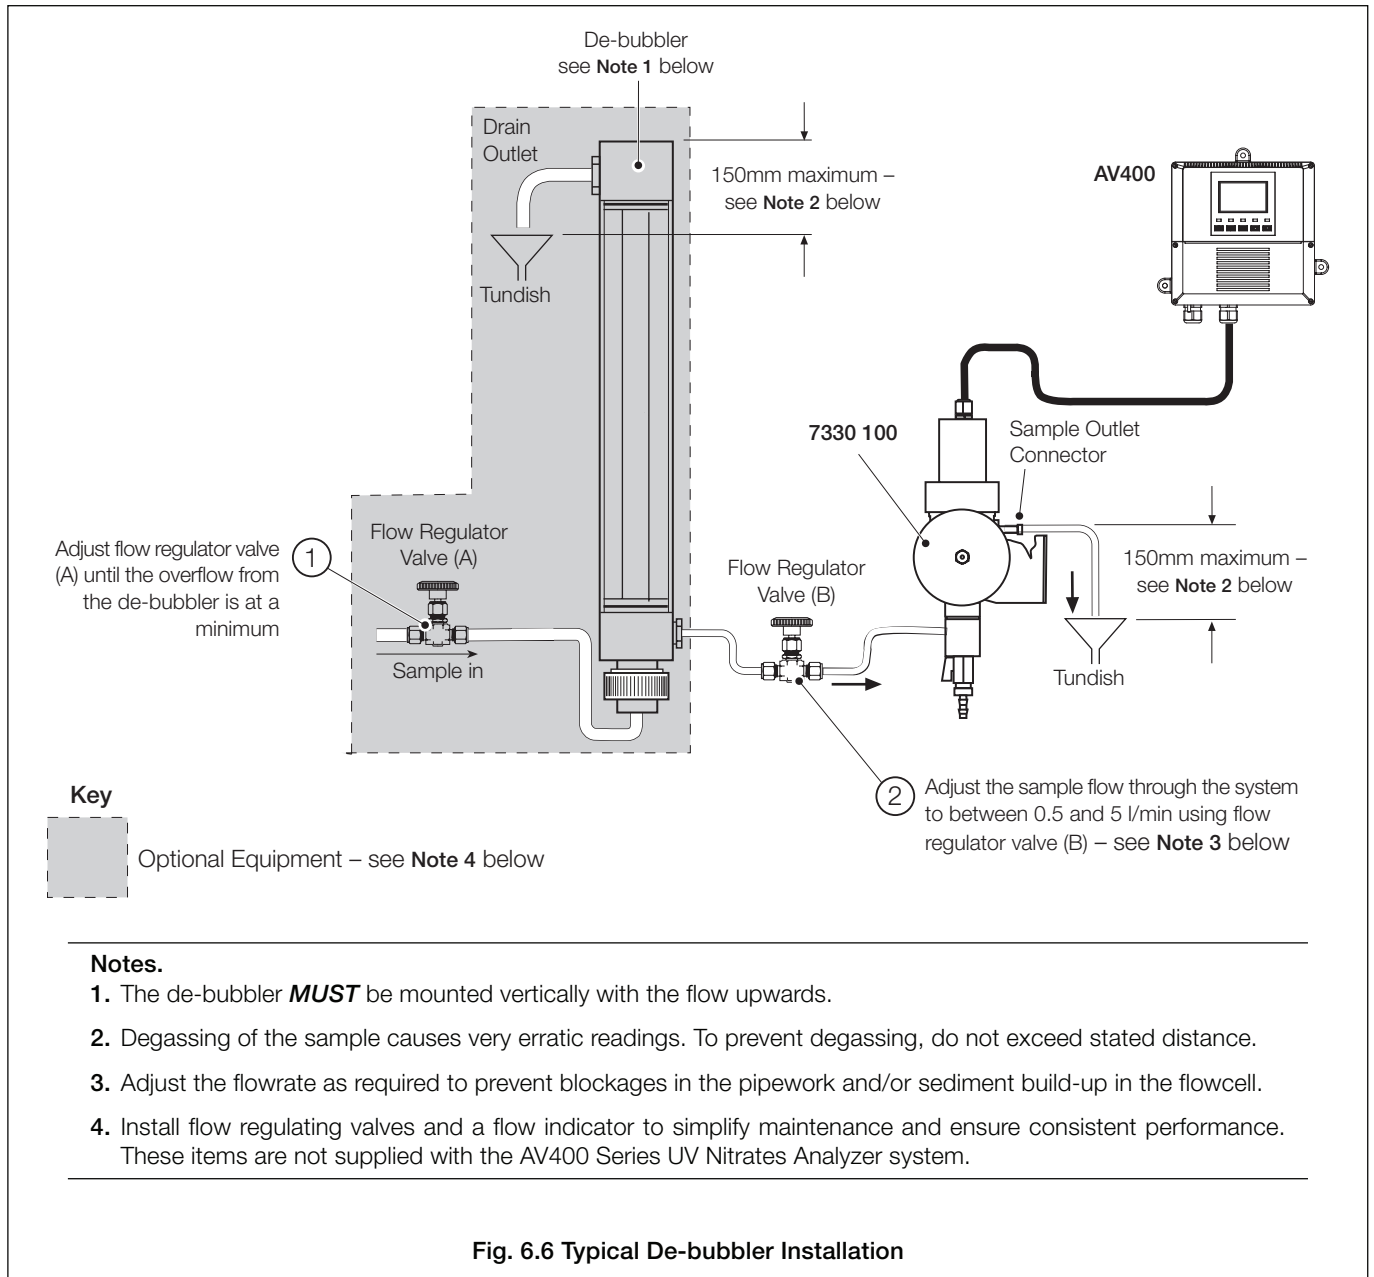 De-bubbler
see Note 1 below
Drain
Outlet
150mm maximum –
see Note 2 below
AV400
Tundish
7330 100
Sample Outlet
Connector
Adjust flow regulator valve
(A) until the overflow from
the de-bubbler is at a
minimum
1
Flow Regulator
Valve (A)
Sample in
Flow Regulator
Valve (B)
150mm maximum –
see Note 2 below
Tundish
2
Adjust the sample flow through the system
to between 0.5 and 5 l/min using flow
regulator valve (B) – see Note 3 below
Key
Optional Equipment – see Note 4 below
Notes.
1. The de-bubbler MUST be mounted vertically with the flow upwards.
2. Degassing of the sample causes very erratic readings. To prevent degassing, do not exceed stated distance.
3. Adjust the flowrate as required to prevent blockages in the pipework and/or sediment build-up in the flowcell.
4. Install flow regulating valves and a flow indicator to simplify maintenance and ensure consistent performance.
These items are not supplied with the AV400 Series UV Nitrates Analyzer system.
Fig. 6.6 Typical De-bubbler Installation